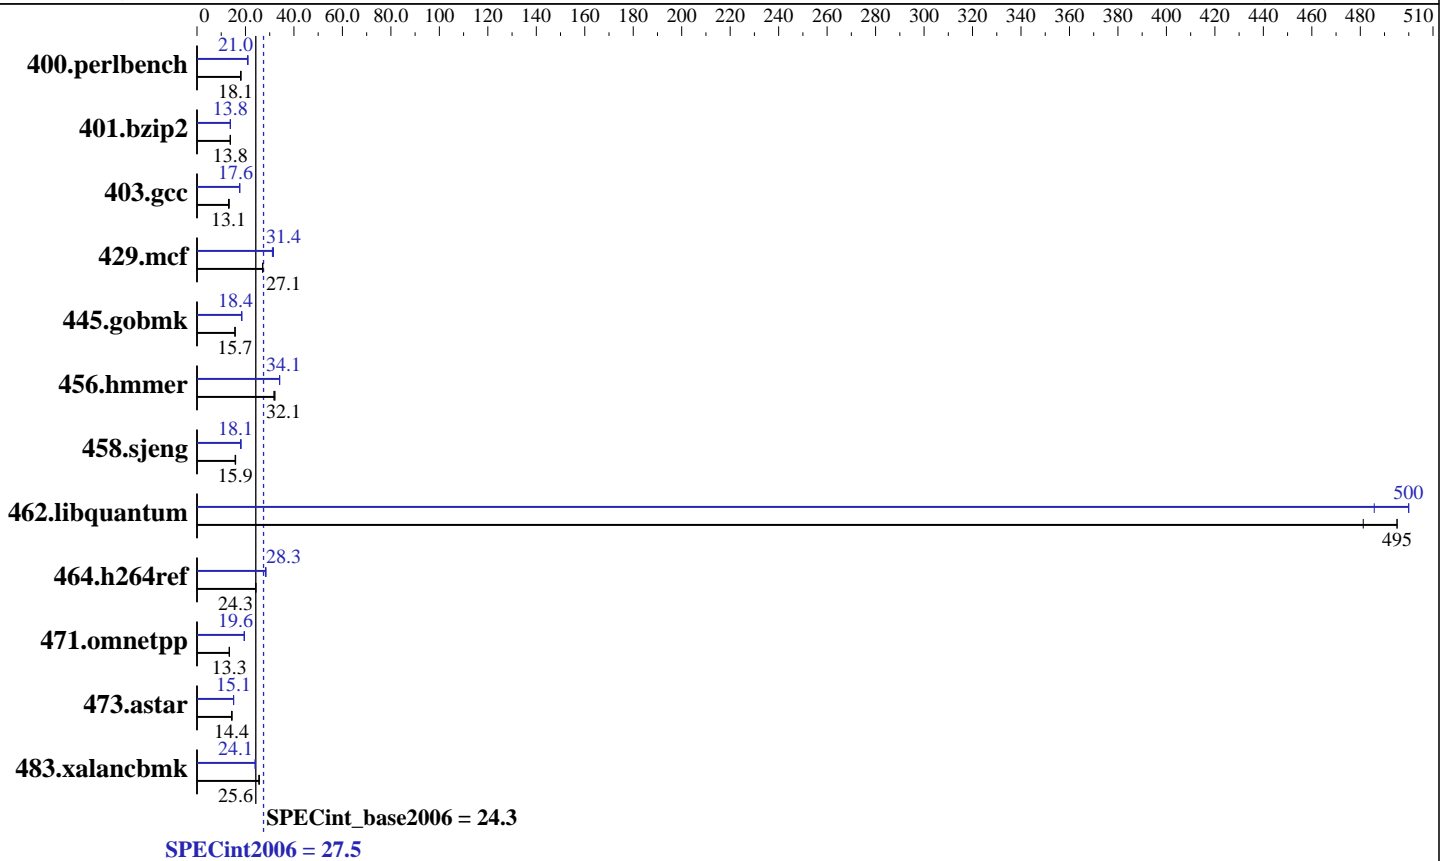 0 20.0 40.0 60.0 80.0 100 120 140 160 180 200 220 240 260 280 300 320 340 360 380 400 420 440 460 480 510
21.0
400.perlbench
18.1
13.8
401.bzip2
13.8
17.6
403.gcc
13.1
31.4
429.mcf
27.1
18.4
445.gobmk
15.7
34.1
456.hmmer
32.1
18.1
458.sjeng
15.9
500
462.libquantum
495
28.3
464.h264ref
24.3
19.6
471.omnetpp
13.3
15.1
473.astar
14.4
24.1
483.xalancbmk
25.6
SPECint_base2006 = 24.3
SPECint2006 = 27.5